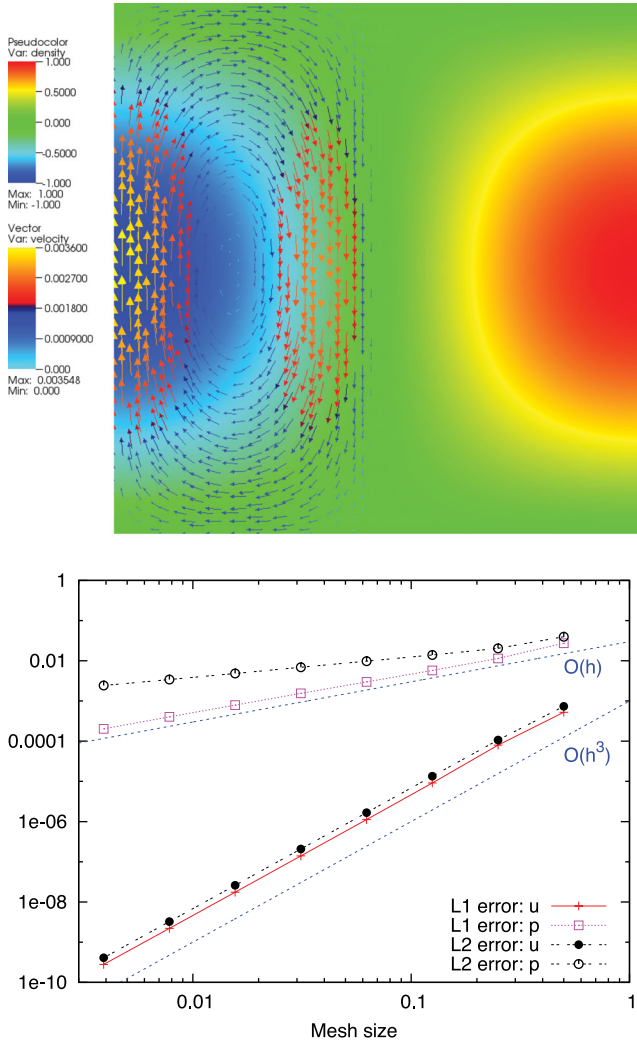 Pseudocolor
Var: density
1.000
0.5000
0.000
-0.5000
-1.000
Max: 1.000
Min: -1.000
Vector
Var: velocity
0.003600
0.002700
0.001800
0.0009000
0.000
Max: 0.003548
Min: 0.000
1
0.01
0.0001
1e-06
1e-08
1e-10
O(h)
O(h³)
L1 error: u
L1 error: p
L2 error: u
L2 error: p
0.01
0.1
1
Mesh size